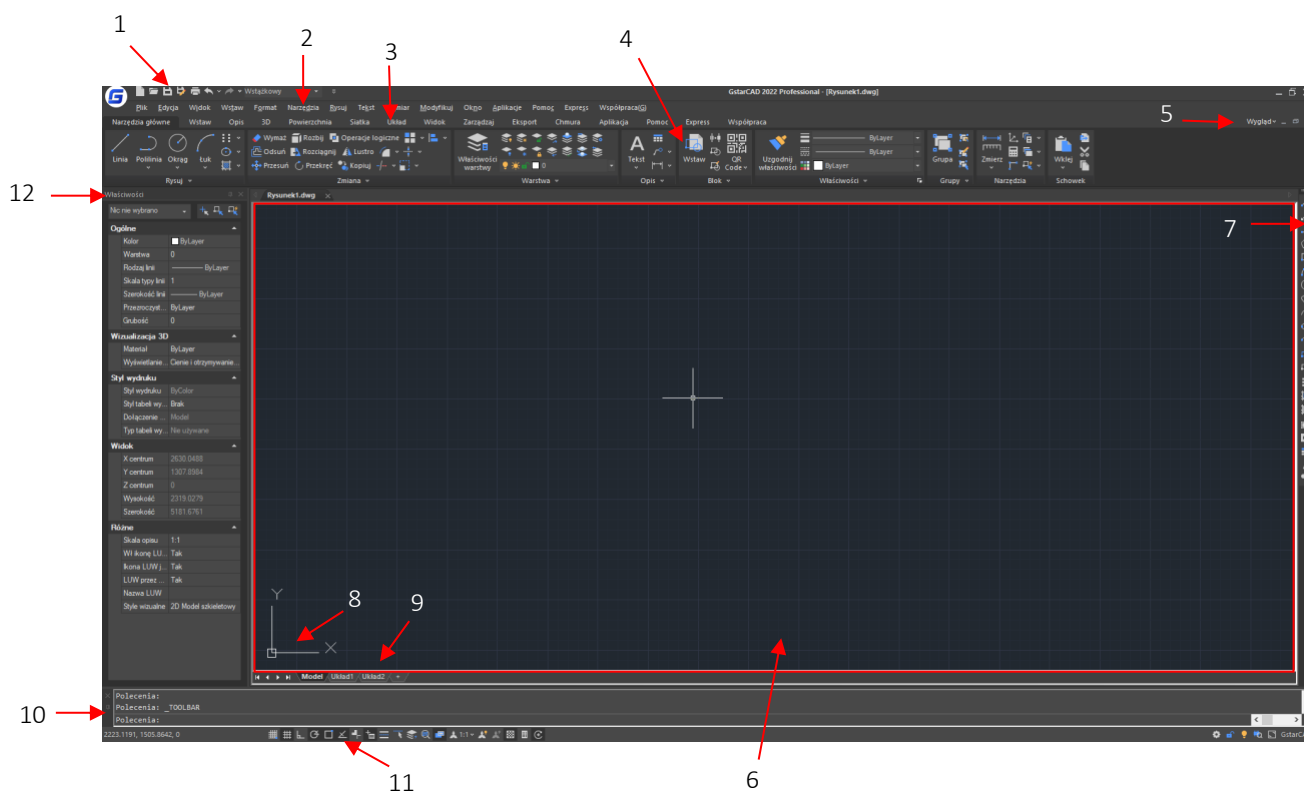 1
2
3
4
5
6
7
8
9
10
11
12
Wstążkowy
GstarCAD 2022 Professional - [Rysunek1.dwg]
Plik Edycja Widok Wstaw Format Narzędzia Rysuj Tekst Modyfikuj Okno Aplikacje Pomoc Express Współpraca(G)
Narzędzia główne Wstaw Opis 3D Powierzchnia Siatka Układ Widok Zarządzaj Eksport Chmura Aplikacja Pomoc Express Współpraca
Wygląd
Linia Polilinia Okrąg Łuk
Rysuj
Wymaż Rozbij Operacje logiczne
Odsuń Rozciągnij Lustro
Przesuń Przekręć Kopiuj
Zmiana
Właściwości warstwy
0
Warstwa
Tekst
Opis
Wstaw
QR Code
Blok
Uzgodnij właściwości
ByLayer
ByLayer
ByLayer
Właściwości
Grupa
Grupy
Zmierz
Narzędzia
Wklej
Schowek
Właściwości
Rysunek1.dwg
Nic nie wybrano
Ogólne
Kolor ByLayer
Warstwa 0
Rodzaj linii ByLayer
Skala typy linii 1
Szerokość linii ByLayer
Przezroczyst... ByLayer
Grubość 0
Wizualizacja 3D
Materiał ByLayer
Wyświetlanie... Cienie i otrzymywanie...
Styl wydruku
Styl wydruku ByColor
Styl tabeli wy... Brak
Dołączenie ... Model
Typ tabeli wy... Nie używane
Widok
X centrum 2630.0488
Y centrum 1307.8984
Z centrum 0
Wysokość 2319.0279
Szerokość 5181.6761
Różne
Skala opisu 1:1
Wł ikonę LU... Tak
Ikona LUW j... Tak
LUW przez ... Tak
Nazwa LUW
Style wizualne 2D Model szkieletowy
Y
X
Model Układ1 Układ2 +
Polecenia:
Polecenia: _TOOLBAR
Polecenia:
2223.1191, 1505.8642, 0
1:1